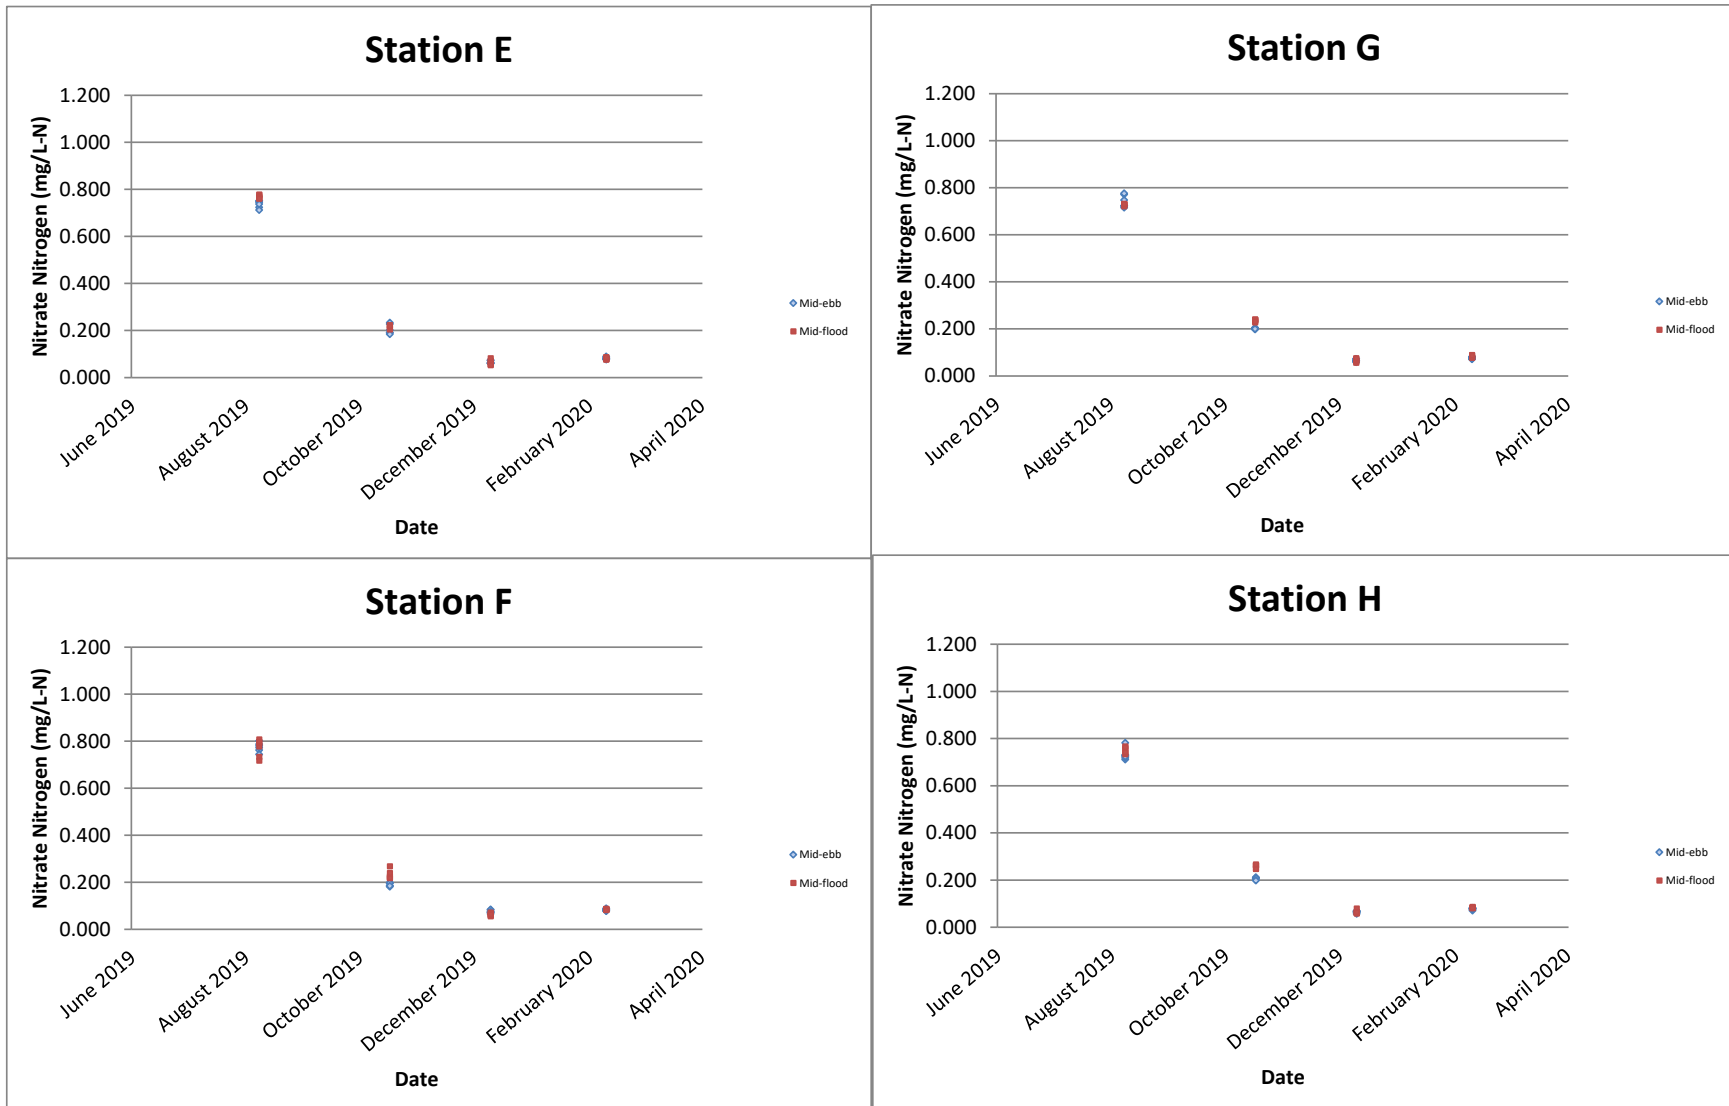 Station E
Nitrate Nitrogen (mg/L-N)
1.200
1.000
0.800
0.600
0.400
0.200
0.000
June 2019
August 2019
October 2019
December 2019
February 2020
April 2020
Date
Mid-ebb
Mid-flood
Station G
Nitrate Nitrogen (mg/L-N)
1.200
1.000
0.800
0.600
0.400
0.200
0.000
June 2019
August 2019
October 2019
December 2019
February 2020
April 2020
Date
Mid-ebb
Mid-flood
Station F
Nitrate Nitrogen (mg/L-N)
1.200
1.000
0.800
0.600
0.400
0.200
0.000
June 2019
August 2019
October 2019
December 2019
February 2020
April 2020
Date
Mid-ebb
Mid-flood
Station H
Nitrate Nitrogen (mg/L-N)
1.200
1.000
0.800
0.600
0.400
0.200
0.000
June 2019
August 2019
October 2019
December 2019
February 2020
April 2020
Date
Mid-ebb
Mid-flood